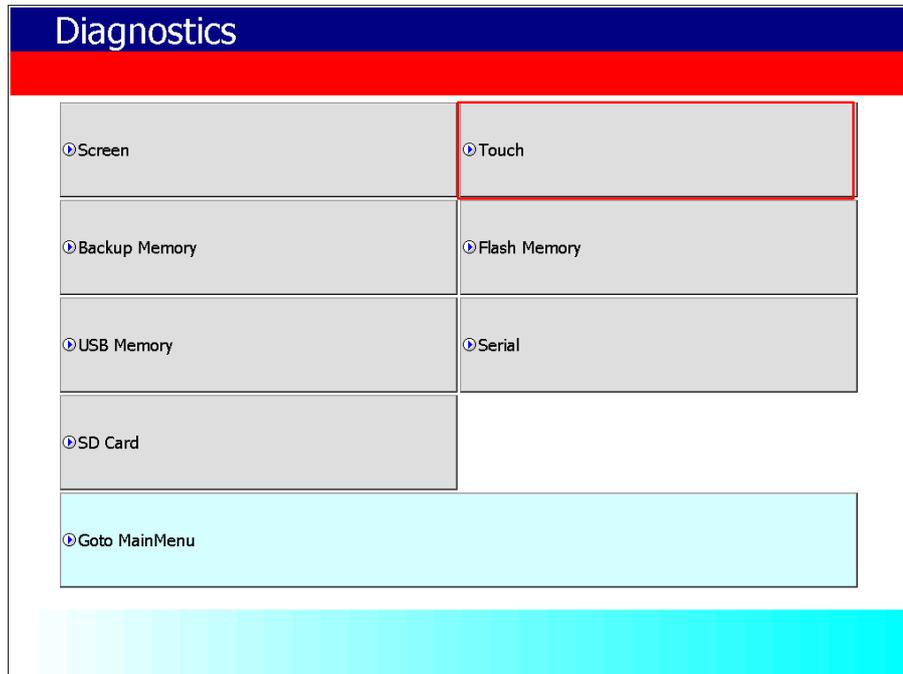 Diagnostics
Screen
Touch
Backup Memory
Flash Memory
USB Memory
Serial
SD Card
Goto MainMenu